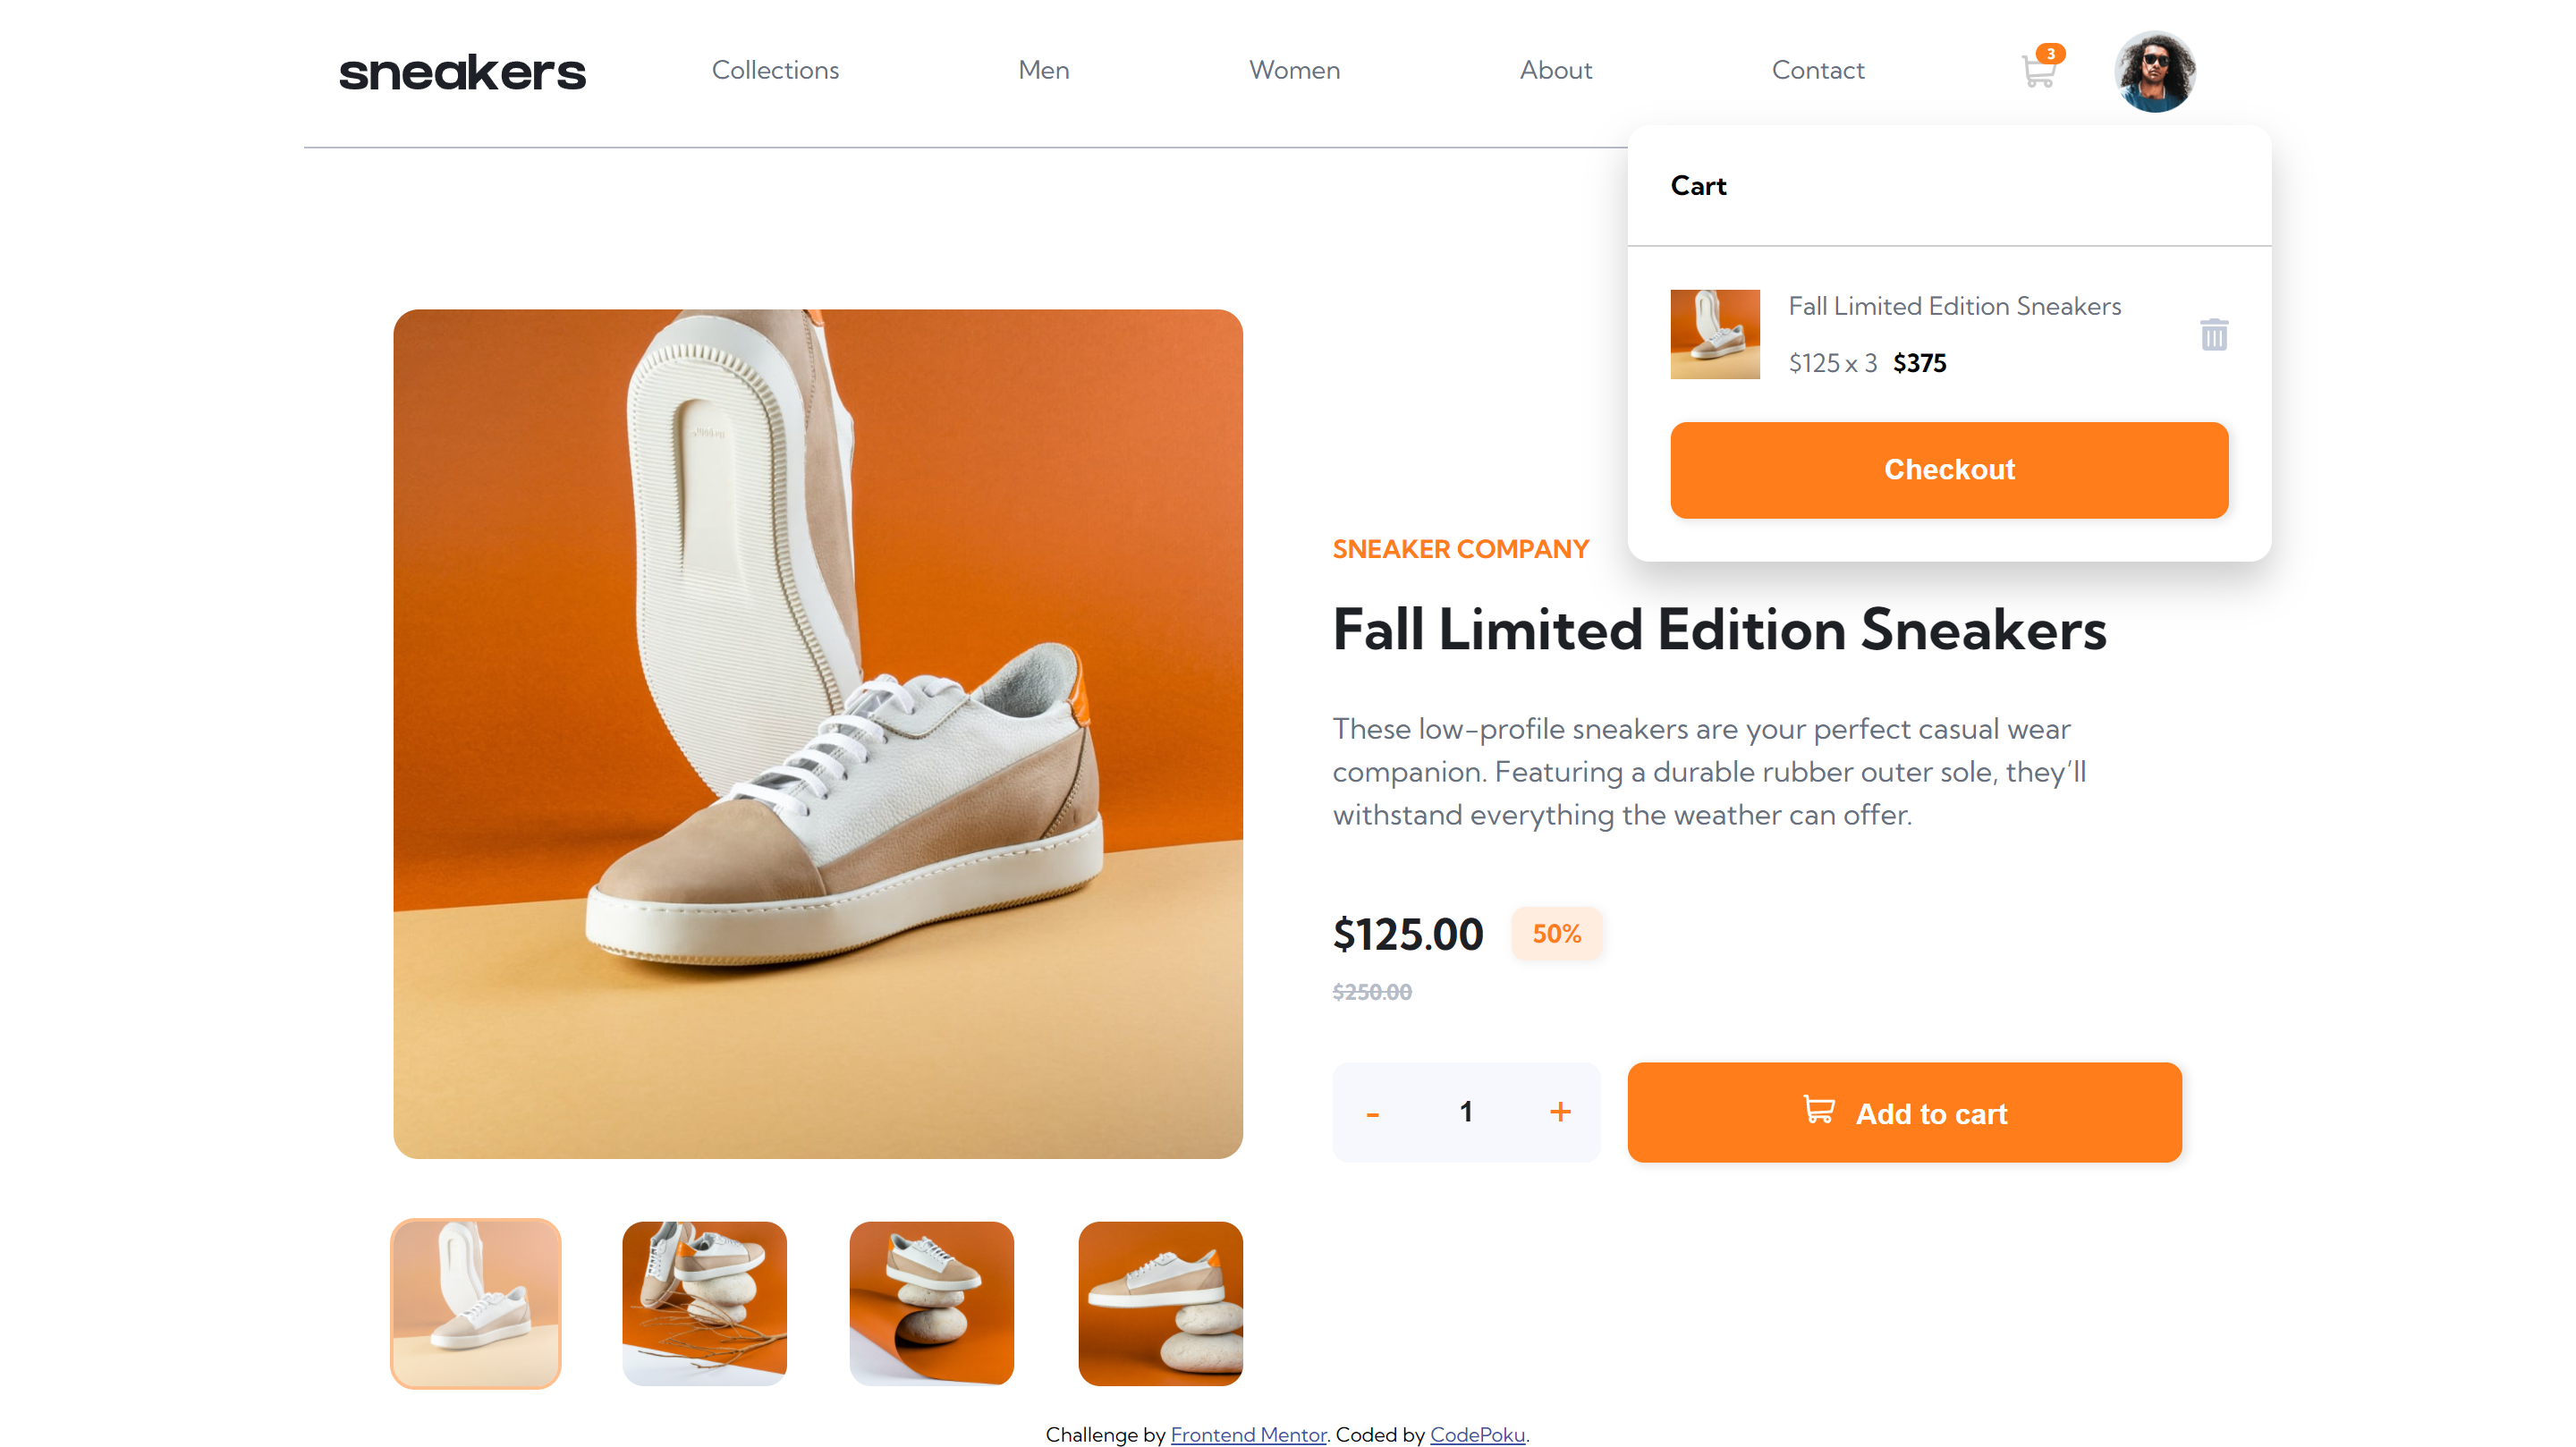 sneakers
Collections
Men
Women
About
Contact
3
Cart
Fall Limited Edition Sneakers
$125 x 3 $375
Checkout
SNEAKER COMPANY
Fall Limited Edition Sneakers
These low-profile sneakers are your perfect casual wear
companion. Featuring a durable rubber outer sole, they’ll
withstand everything the weather can offer.
$125.00 50%
$250.00
- 1 +
Add to cart
Challenge by Frontend Mentor. Coded by CodePoku.